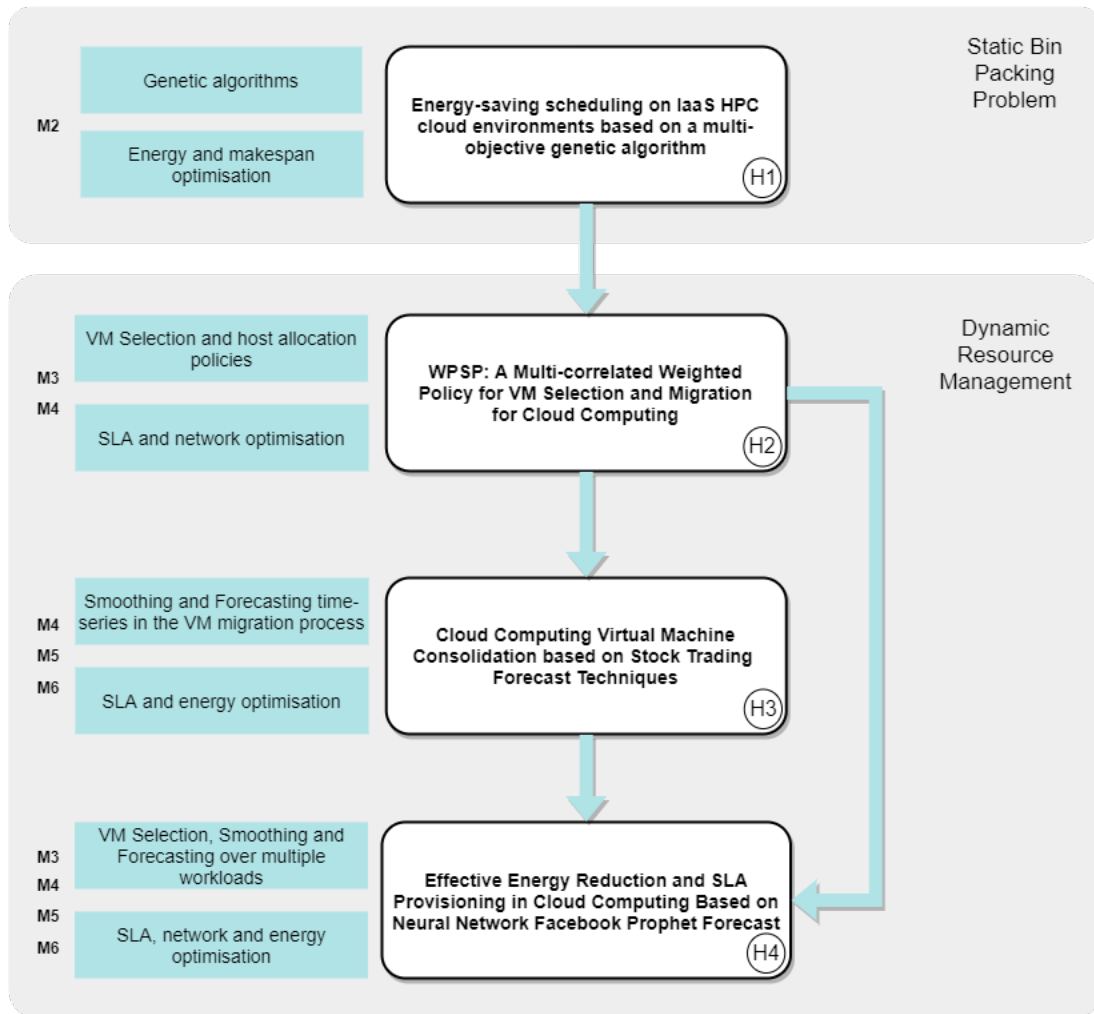 Static Bin
Packing
Problem
Genetic algorithms
M2
Energy and makespan
optimisation
Energy-saving scheduling on IaaS HPC
cloud environments based on a multi-
objective genetic algorithm
H1
Dynamic
Resource
Management
VM Selection and host allocation
policies
M3
M4
SLA and network optimisation
WPSP: A Multi-correlated Weighted
Policy for VM Selection and Migration
for Cloud Computing
H2
Smoothing and Forecasting time-
series in the VM migration process
M4
M5
M6
SLA and energy optimisation
Cloud Computing Virtual Machine
Consolidation based on Stock Trading
Forecast Techniques
H3
VM Selection, Smoothing and
Forecasting over multiple
workloads
M3
M4
M5
M6
SLA, network and energy
optimisation
Effective Energy Reduction and SLA
Provisioning in Cloud Computing Based on
Neural Network Facebook Prophet Forecast
H4